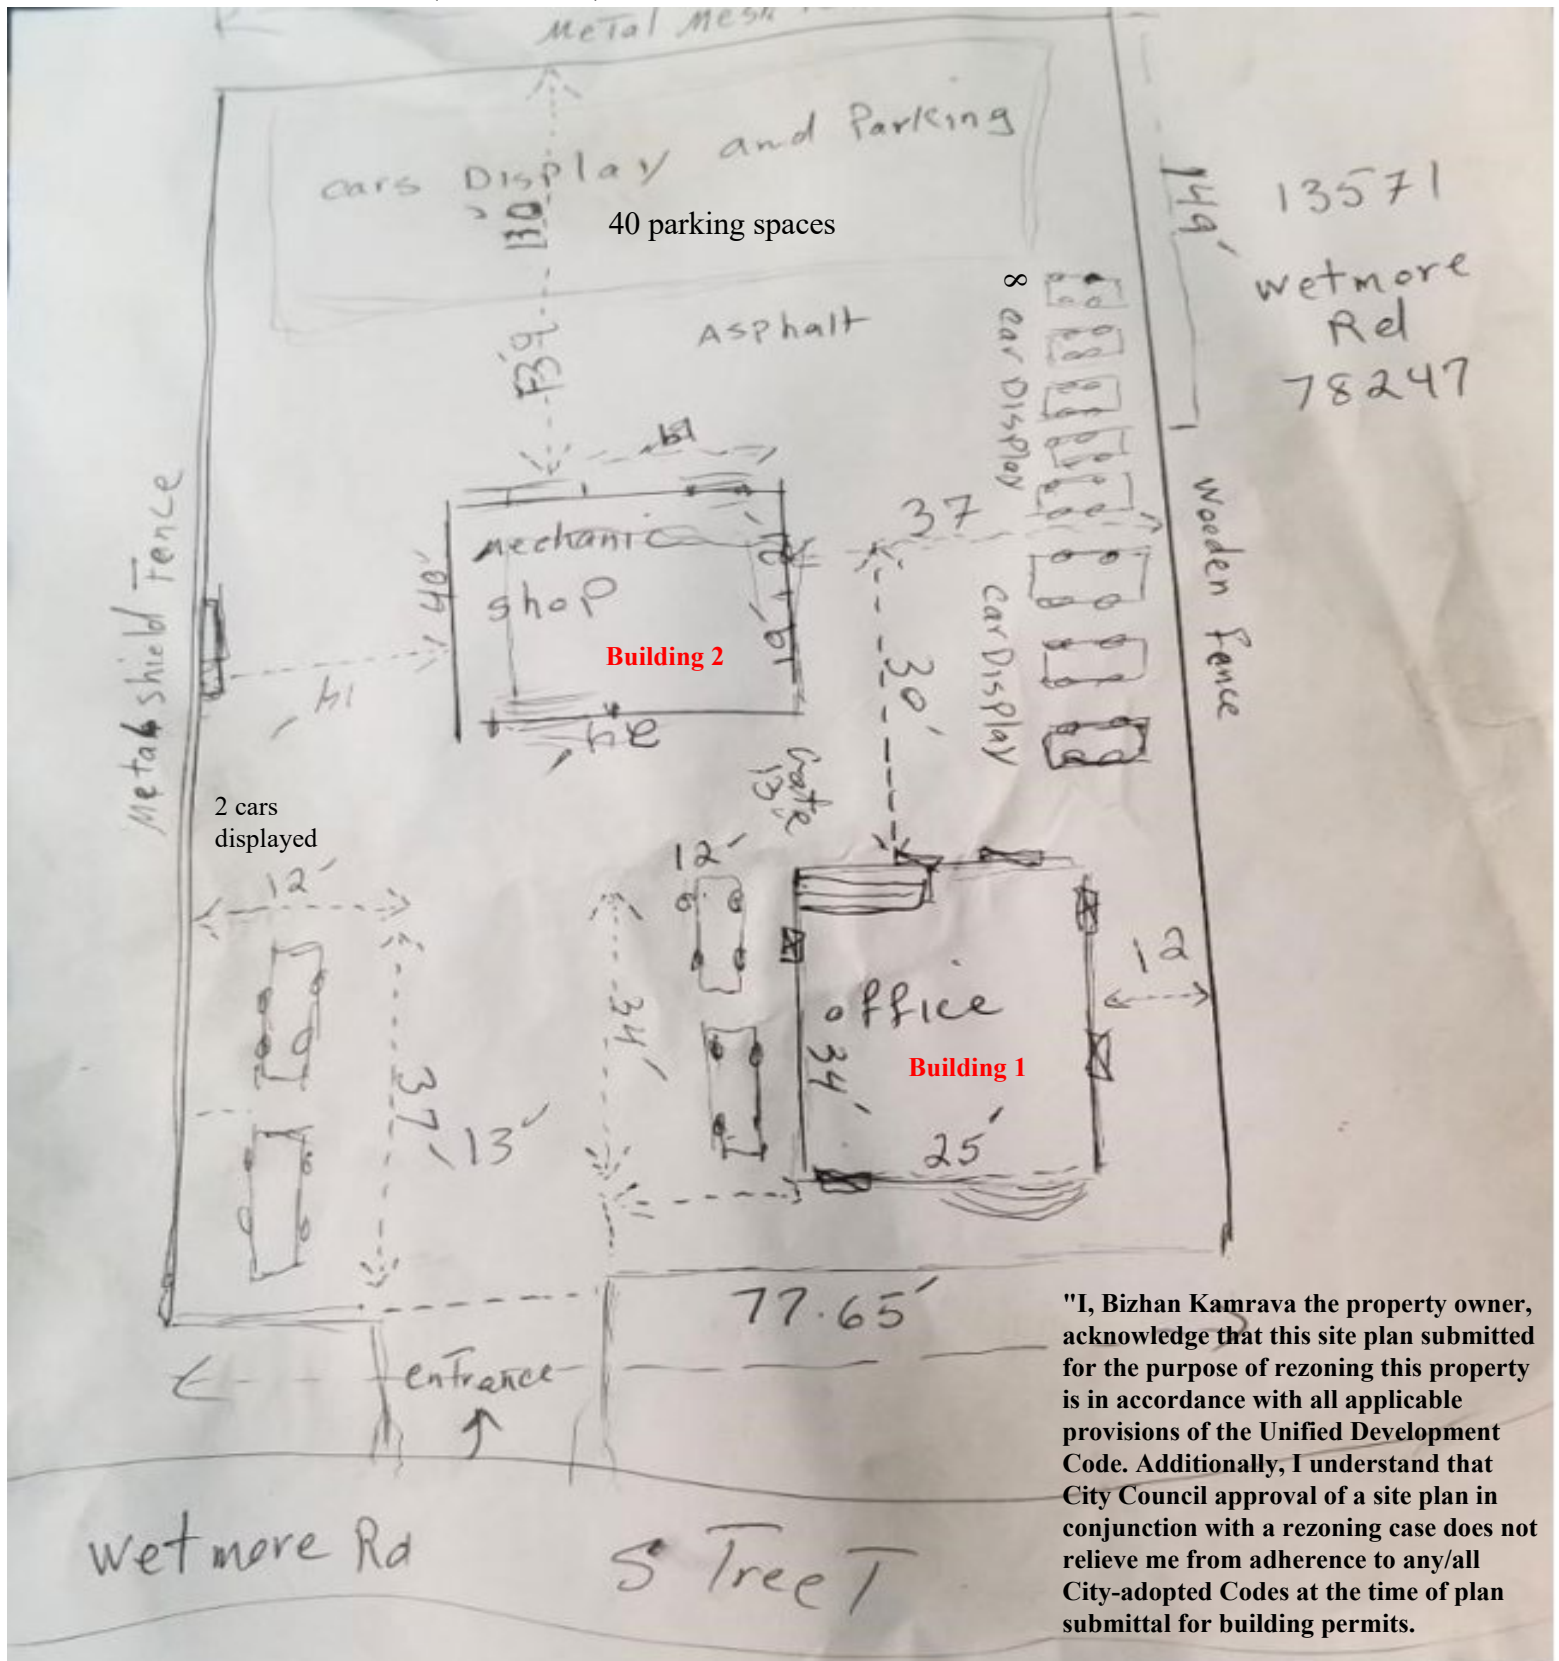 Metal Mesh
cars Display and Parking
130'
40 parking spaces
149'
13571
Wetmore
Rd
78247
8 car Display
Asphalt
F39'
19
37
Mechanic
shop
40'
12'
19'
Building 2
24'
14'
Metal shield Fence
Wooden Fence
Car Display
30'
Gate
13'
2 cars
displayed
12'
12'
12
34'
office
34'
Building 1
37'
13'
25'
77.65'
entrance
Wetmore Rd
STreeT
"I, Bizhan Kamrava the property owner,
acknowledge that this site plan submitted
for the purpose of rezoning this property
is in accordance with all applicable
provisions of the Unified Development
Code. Additionally, I understand that
City Council approval of a site plan in
conjunction with a rezoning case does not
relieve me from adherence to any/all
City-adopted Codes at the time of plan
submittal for building permits.